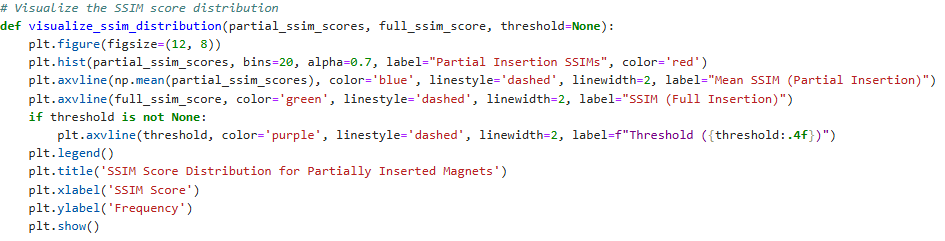 # Visualize the SSIM score distribution
def visualize_ssim_distribution(partial_ssim_scores, full_ssim_score, threshold=None):
    plt.figure(figsize=(12, 8))
    plt.hist(partial_ssim_scores, bins=20, alpha=0.7, label="Partial Insertion SSIMs", color='red')
    plt.axvline(np.mean(partial_ssim_scores), color='blue', linestyle='dashed', linewidth=2, label="Mean SSIM (Partial Insertion)")
    plt.axvline(full_ssim_score, color='green', linestyle='dashed', linewidth=2, label="SSIM (Full Insertion)")
    if threshold is not None:
        plt.axvline(threshold, color='purple', linestyle='dashed', linewidth=2, label=f"Threshold ({threshold:.4f})")
    plt.legend()
    plt.title('SSIM Score Distribution for Partially Inserted Magnets')
    plt.xlabel('SSIM Score')
    plt.ylabel('Frequency')
    plt.show()